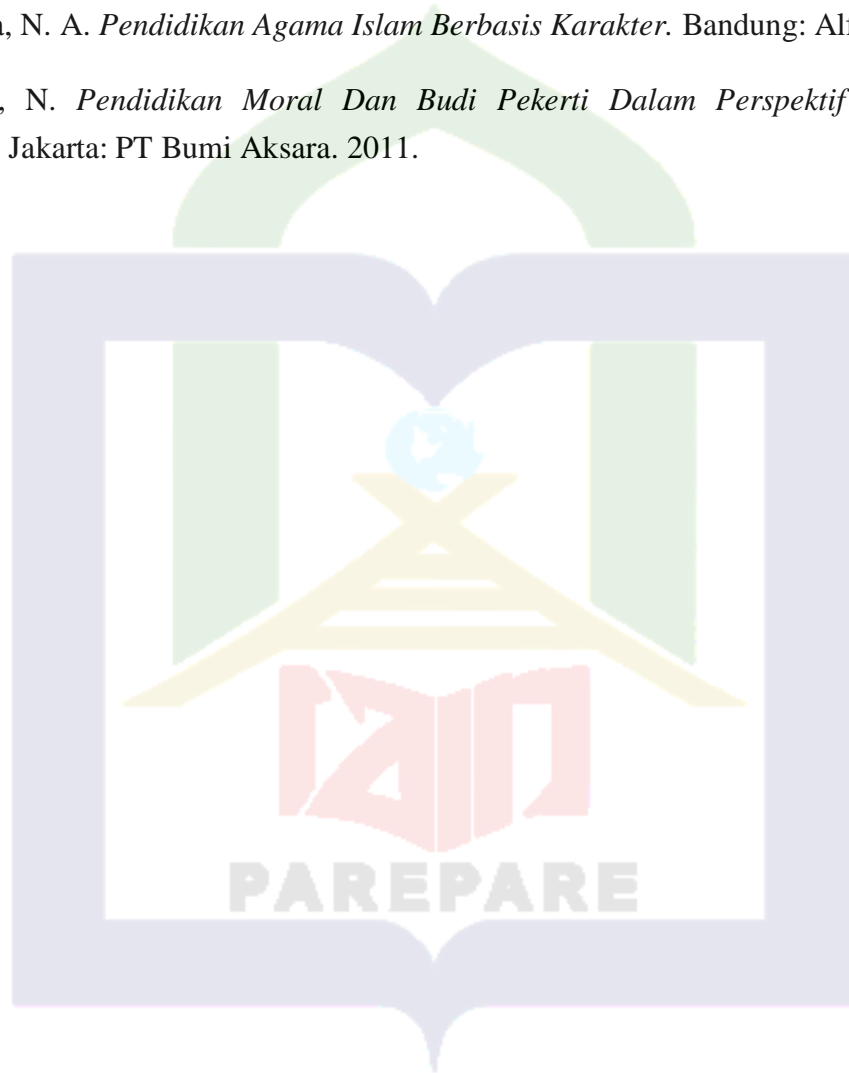 a, N. A. Pendidikan Agama Islam Berbasis Karakter. Bandung: Alf
, N. Pendidikan Moral Dan Budi Pekerti Dalam Perspektif
Jakarta: PT Bumi Aksara. 2011.
iain
PAREPARE